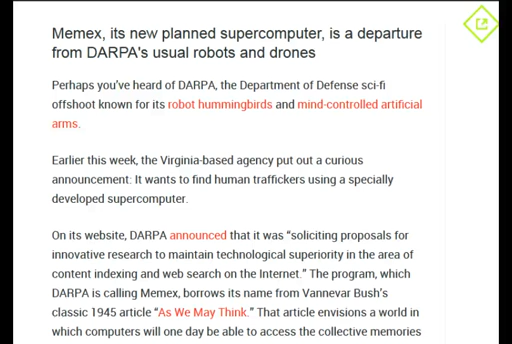 Memex, its new planned supercomputer, is a departure
from DARPA's usual robots and drones
Perhaps you've heard of DARPA, the Department of Defense sci-fi
offshoot known for its robot hummingbirds and mind-controlled artificial
arms.
Earlier this week, the Virginia-based agency put out a curious
announcement: It wants to find human traffickers using a specially
developed supercomputer.
On its website, DARPA announced that it was “soliciting proposals for
innovative research to maintain technological superiority in the area of
content indexing and web search on the Internet.” The program, which
DARPA is calling Memex, borrows its name from Vannevar Bush's
classic 1945 article “As We May Think.” That article envisions a world in
which computers will one day be able to access the collective memories